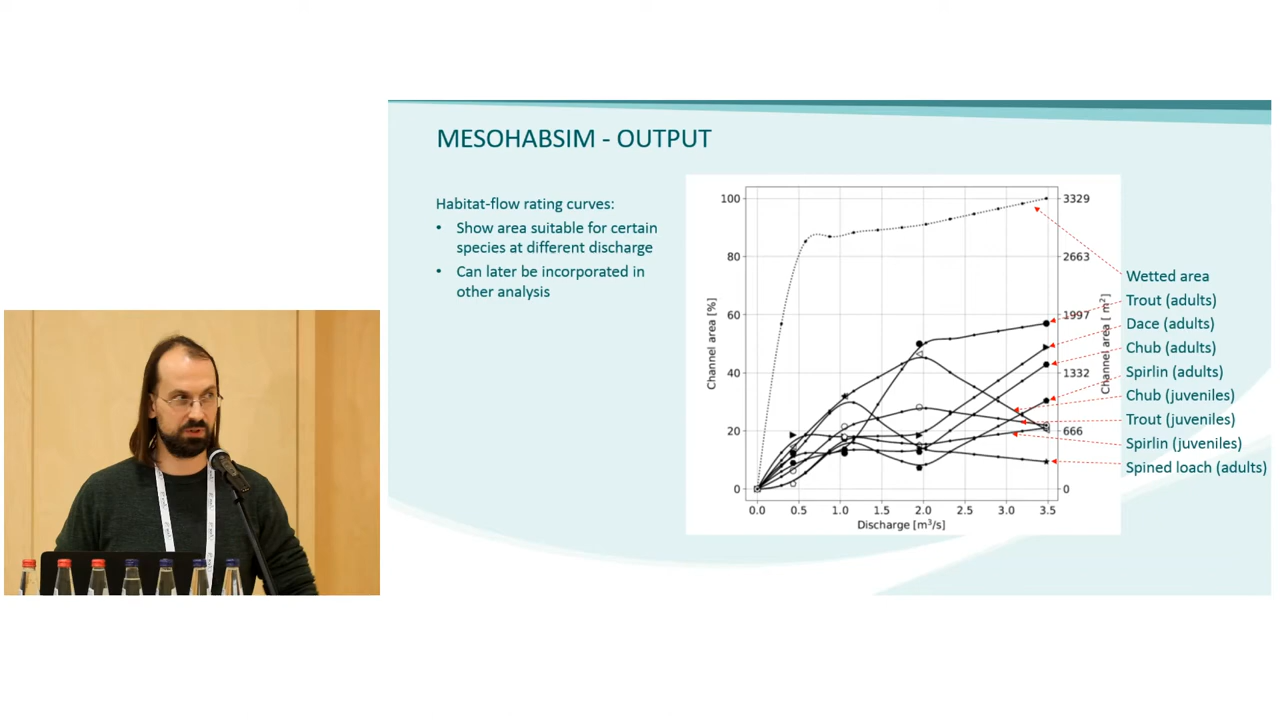 MESOHABSIM - OUTPUT
Habitat-flow rating curves:
• Show area suitable for certain
species at different discharge
• Can later be incorporated in
other analysis
Channel area [%]
100
80
60
40
20
0
0.0 0.5 1.0 1.5 2.0 2.5 3.0 3.5
Discharge [m³/s]
3329
2663
1997
1332
666
0
Channel area [ m²]
Wetted area
Trout (adults)
Dace (adults)
Chub (adults)
Spirlin (adults)
Chub (juveniles)
Trout (juveniles)
Spirlin (juveniles)
Spined loach (adults)